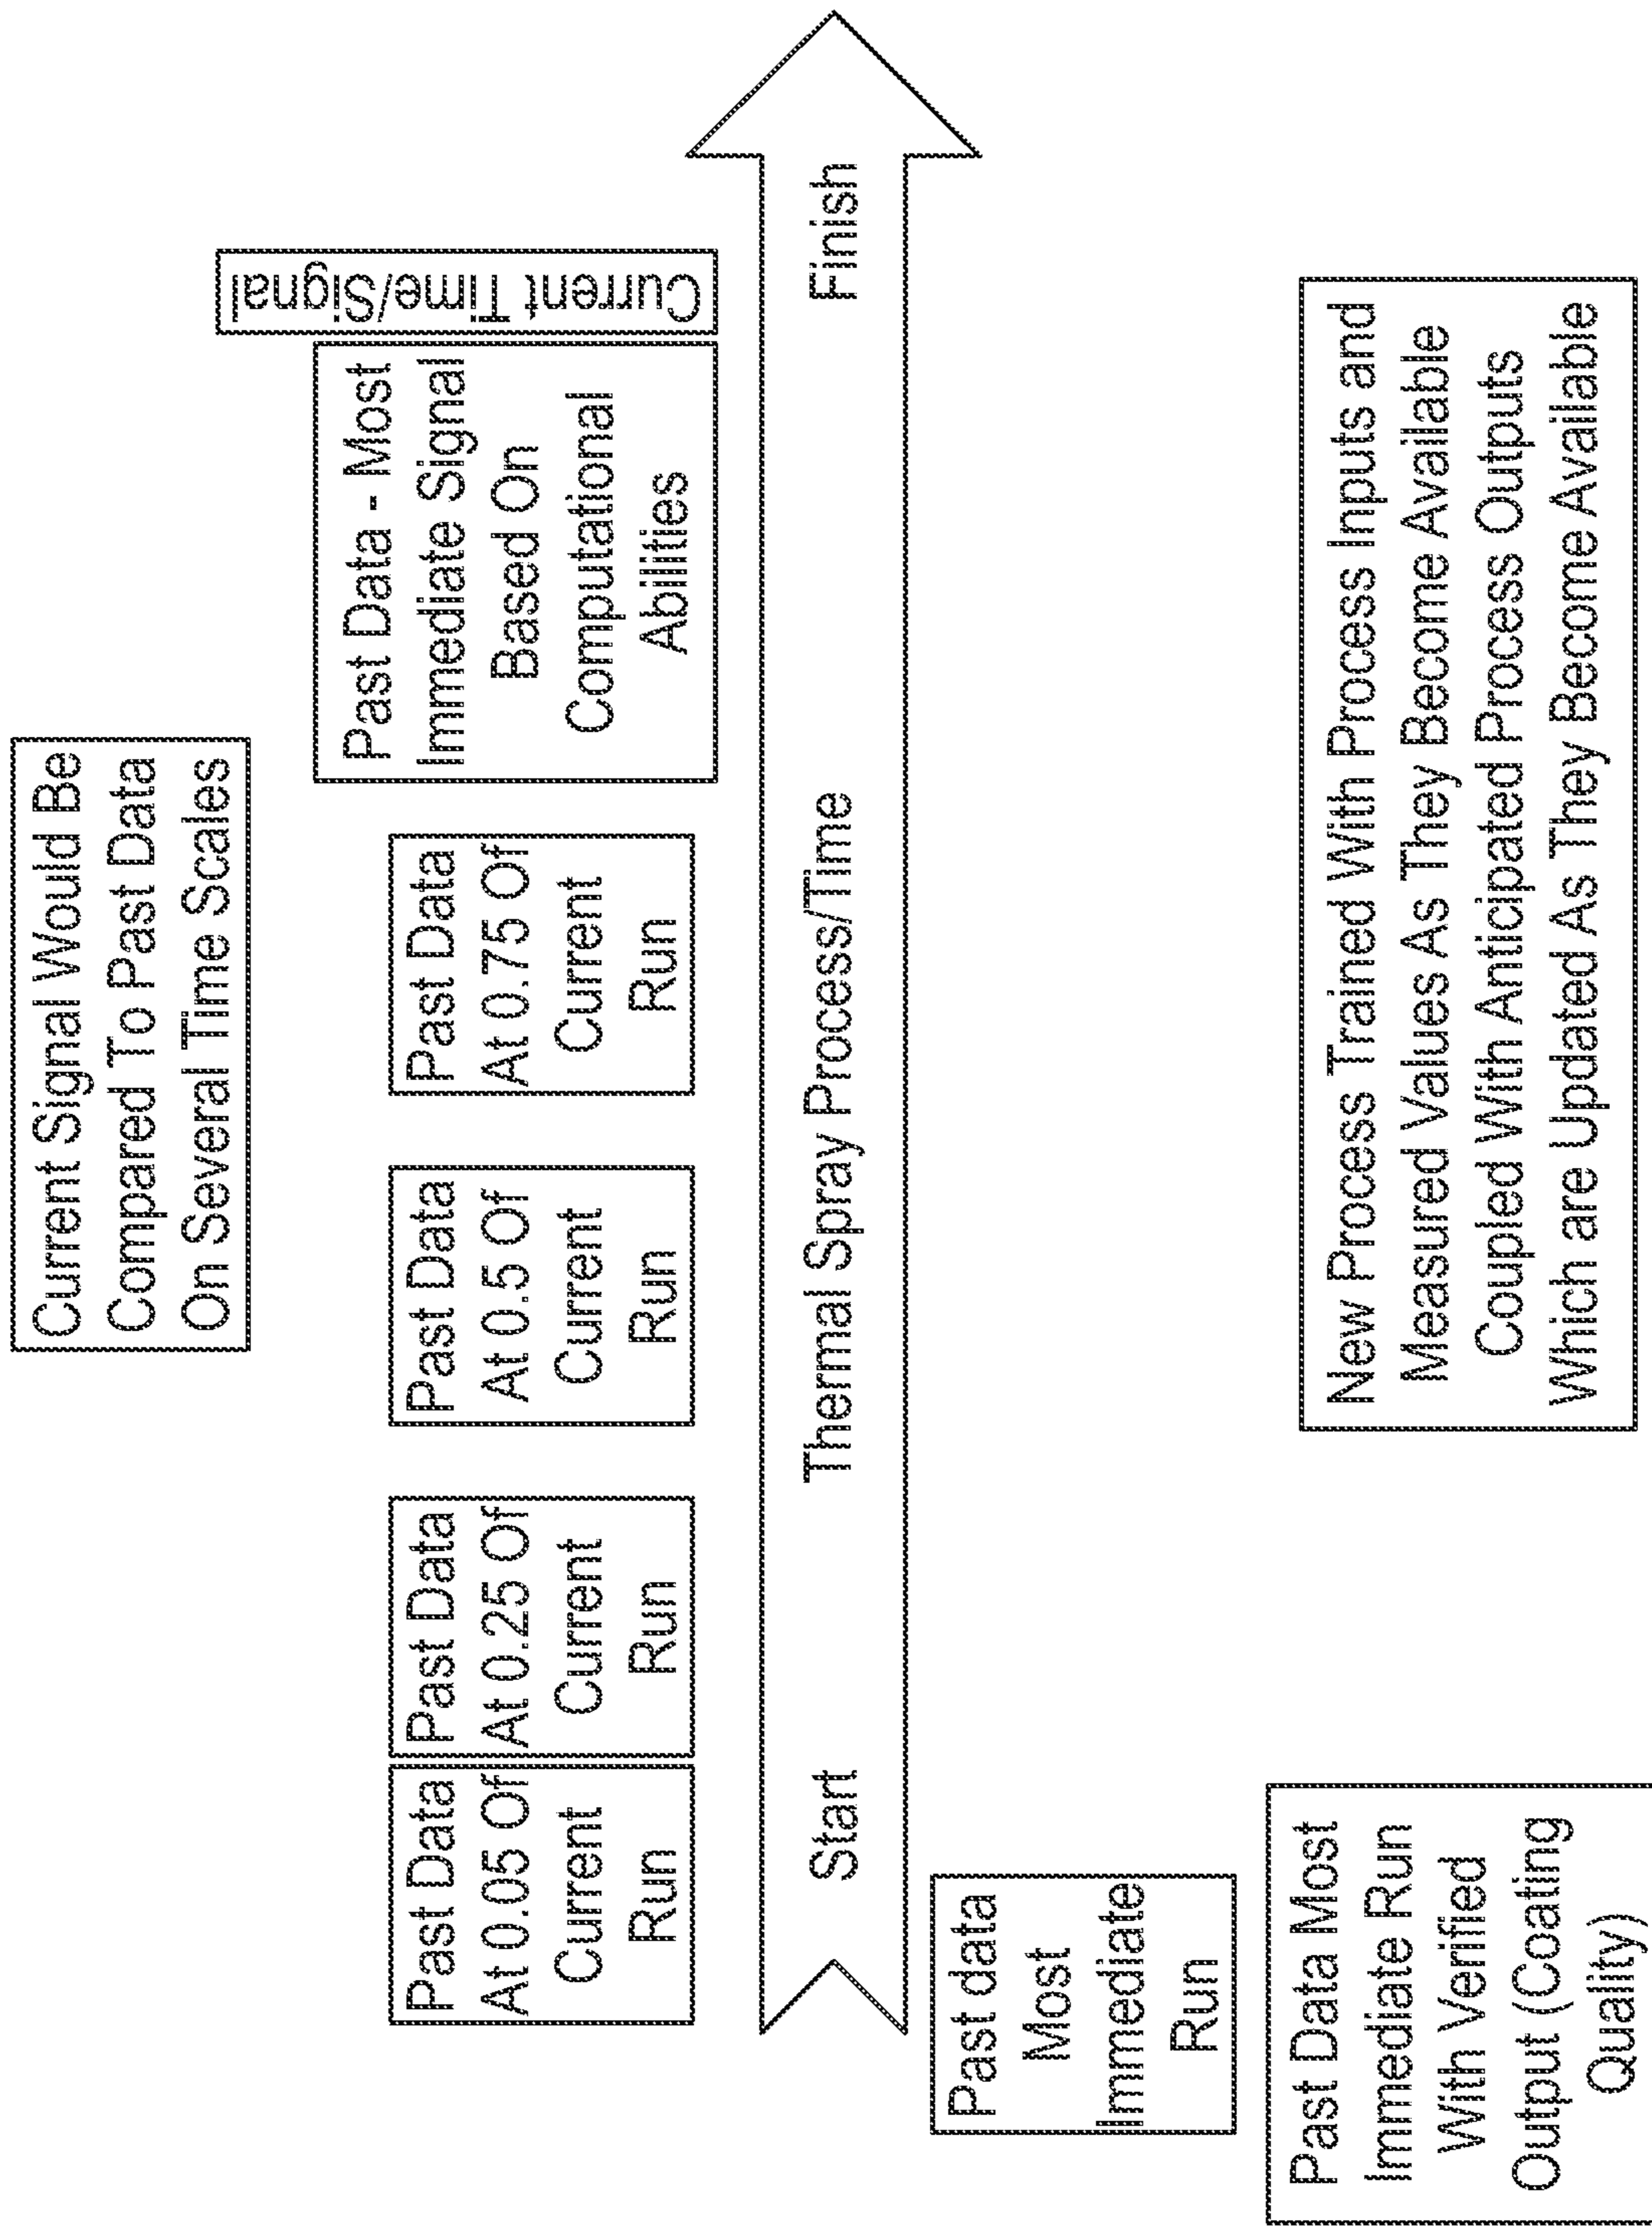 Current Signal Would Be
Compared To Past Data
On Several Time Scales
Past Data
At 0.05 Of
Current
Run
Past Data
At 0.25 Of
Current
Run
Past Data
At 0.5 Of
Current
Run
Past Data
At 0.75 Of
Current
Run
Past Data - Most
Immediate Signal
Based On
Computational
Abilities
Current Time/Signal
Start
Thermal Spray Process/Time
Finish
Past data
Most
Immediate
Run
Past Data Most
Immediate Run
With Verified
Output (Coating
Quality)
New Process Trained With Process Inputs and
Measured Values As They Become Available
Coupled With Anticipated Process Outputs
Which are Updated As They Become Available